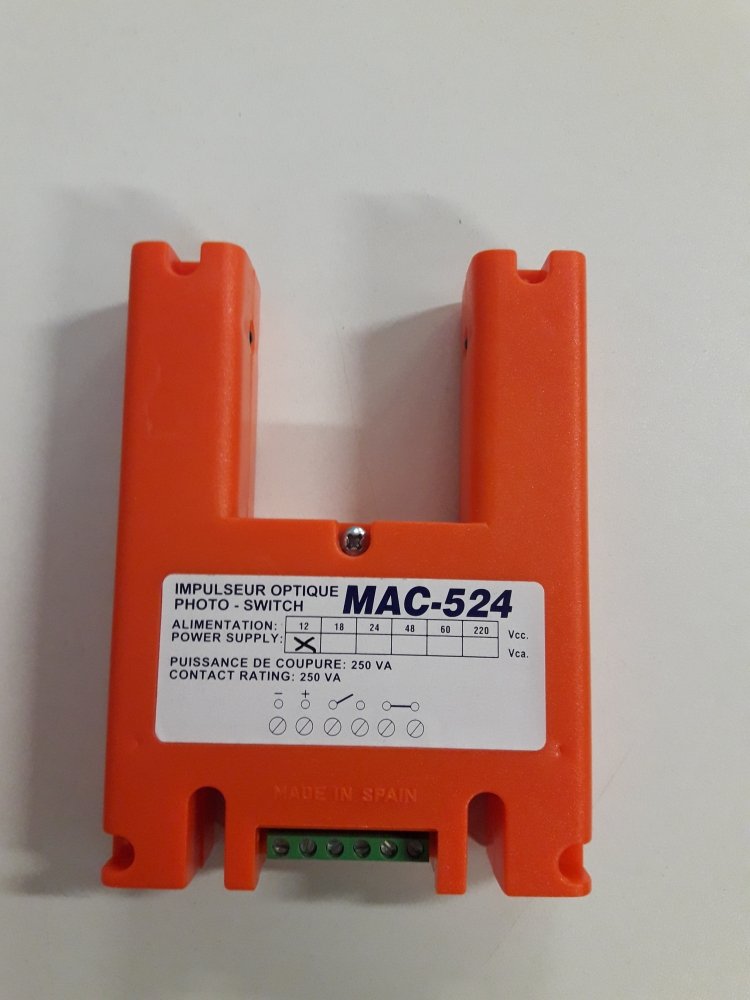 IMPULSEUR OPTIQUE MAC-524
PHOTO - SWITCH
ALIMENTATION: 12 18 24 48 60 220 Vcc.
POWER SUPPLY: X Vca.
PUISSANCE DE COUPURE: 250 VA
CONTACT RATING: 250 VA
− +
MADE IN SPAIN